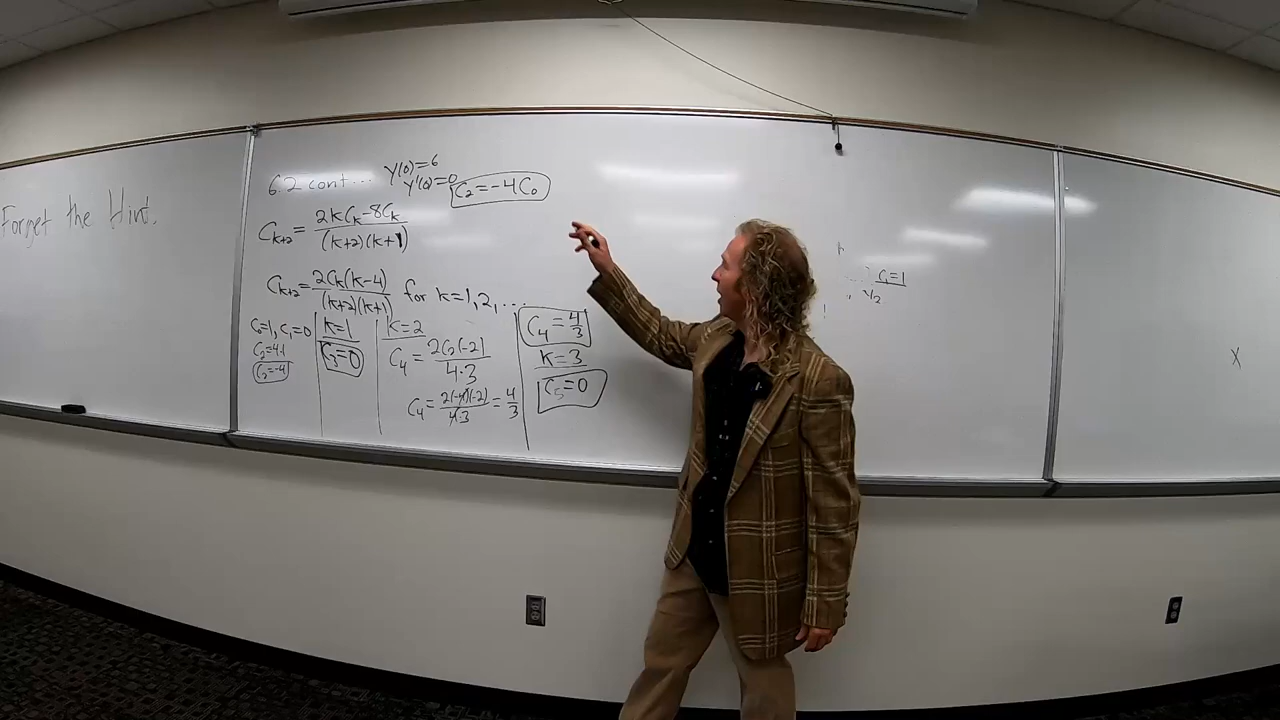 Forget the Hint.
6.2 cont...
y(0)=6
y'(0)=0
C₂=-4C₀
Cₖ₊₂ = (2kCₖ-8Cₖ)/((k+2)(k+1))
Cₖ₊₂ = (2Cₖ(k-4))/((k+2)(k+1)) for k=1,2,...
C₀=1, C₁=0
C₂=-4
k=1
C₃=0
k=2
C₄ = (2C₂(-2))/(4·3)
C₄ = (2(-4)(-2))/(4·3) = 4/3
C₄=4/3
k=3
C₅=0
C₁=1
y₂
X